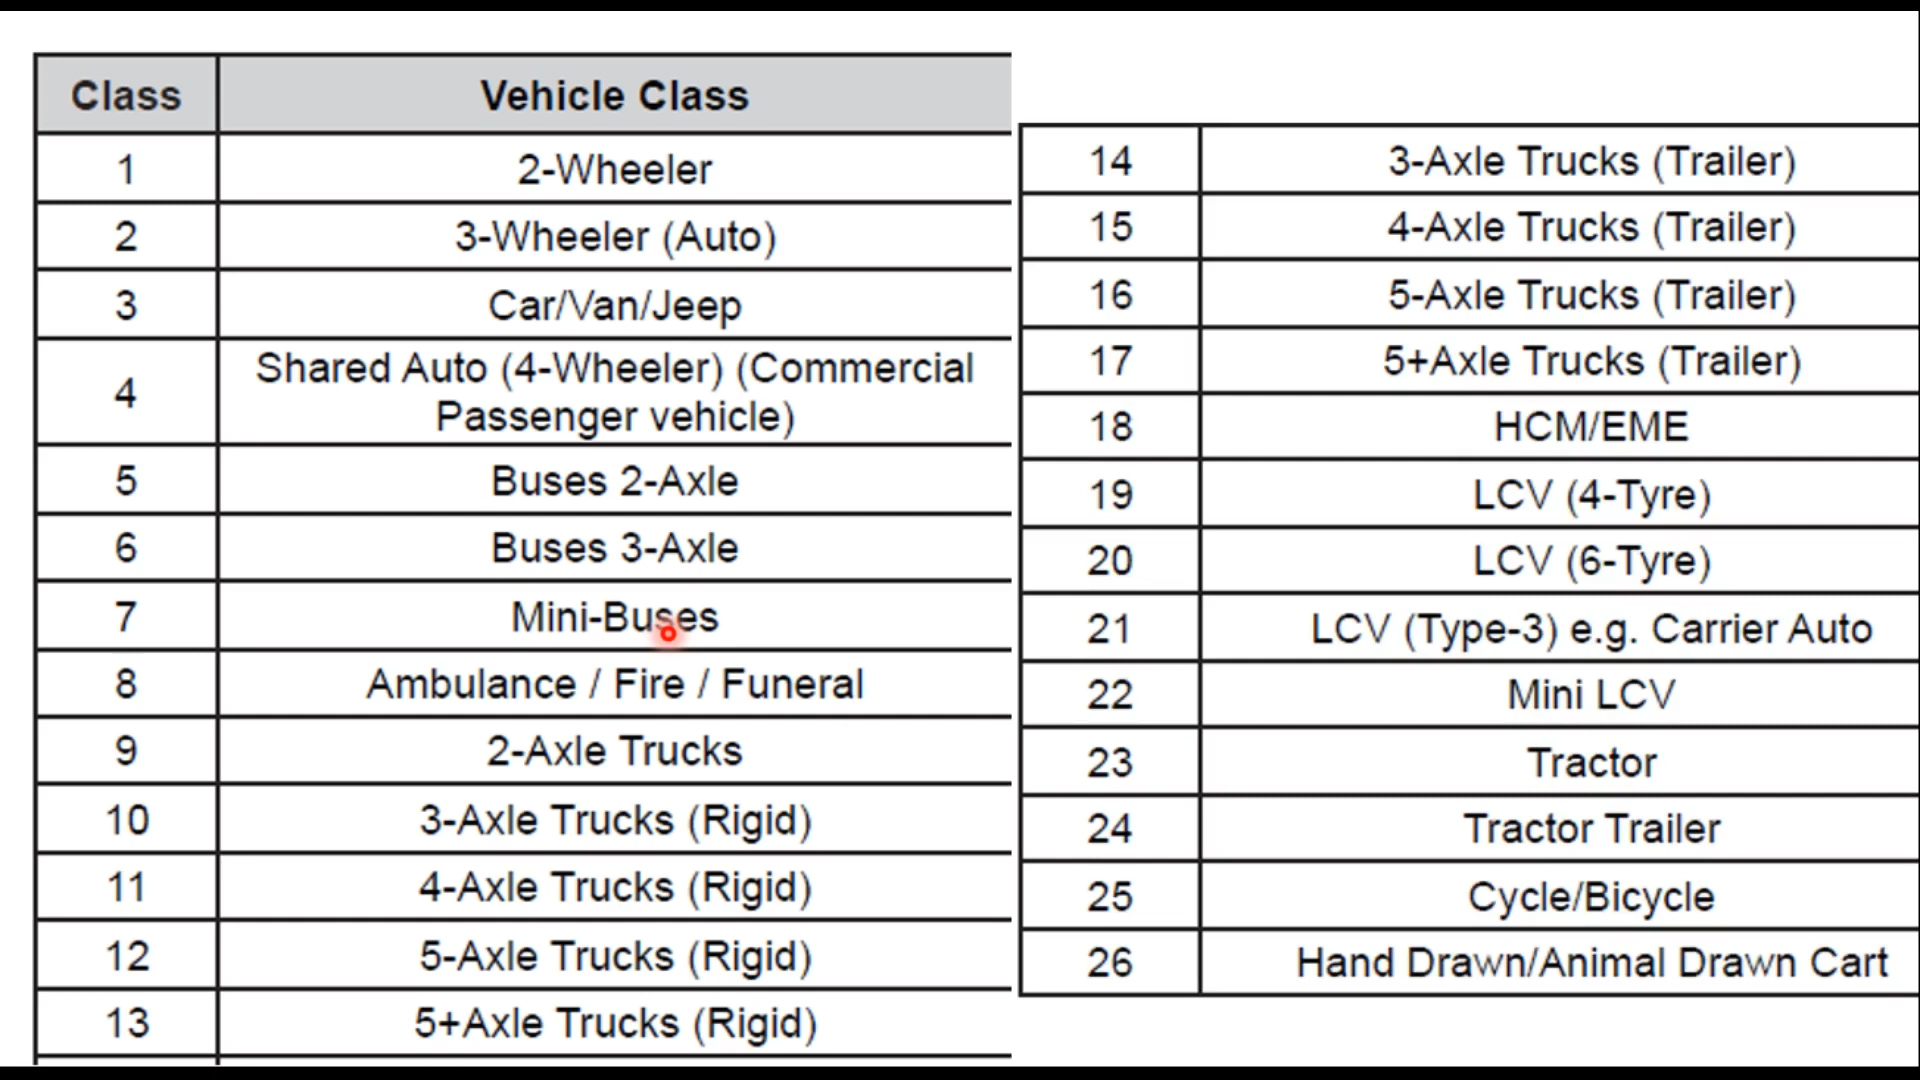 Class Vehicle Class
1 2-Wheeler
2 3-Wheeler (Auto)
3 Car/Van/Jeep
4 Shared Auto (4-Wheeler) (Commercial
Passenger vehicle)
5 Buses 2-Axle
6 Buses 3-Axle
7 Mini-Buses
8 Ambulance / Fire / Funeral
9 2-Axle Trucks
10 3-Axle Trucks (Rigid)
11 4-Axle Trucks (Rigid)
12 5-Axle Trucks (Rigid)
13 5+Axle Trucks (Rigid)
14 3-Axle Trucks (Trailer)
15 4-Axle Trucks (Trailer)
16 5-Axle Trucks (Trailer)
17 5+Axle Trucks (Trailer)
18 HCM/EME
19 LCV (4-Tyre)
20 LCV (6-Tyre)
21 LCV (Type-3) e.g. Carrier Auto
22 Mini LCV
23 Tractor
24 Tractor Trailer
25 Cycle/Bicycle
26 Hand Drawn/Animal Drawn Cart